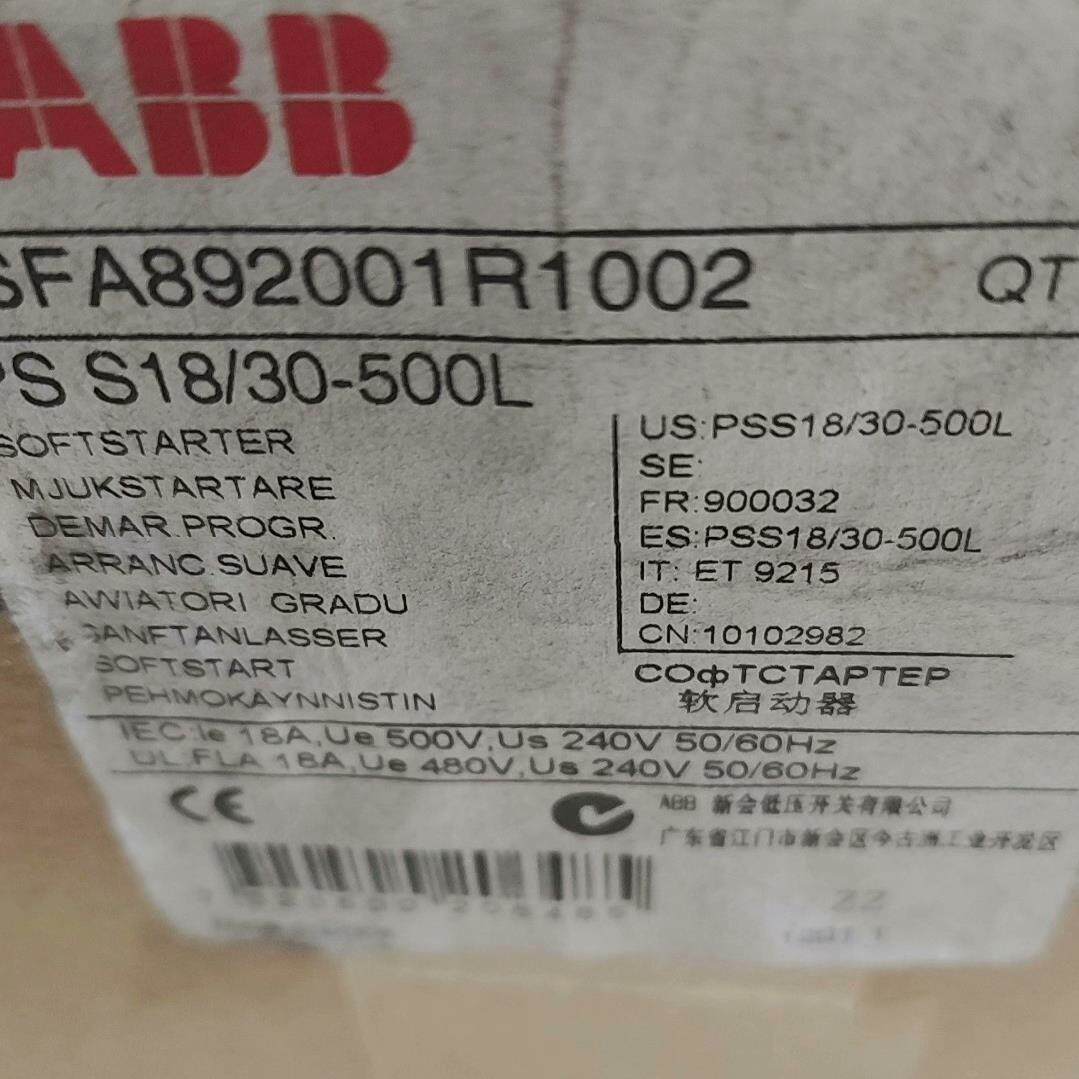 ABB
SFA892001R1002 QT
PS S18/30-500L
SOFTSTARTER
MJUKSTARTARE
DEMAR.PROGR.
ARRANC.SUAVE
AWIATORI GRADU
SANFTANLASSER
SOFTSTART
PEHMOKAYNNISTIN
US:PSS18/30-500L
SE:
FR:900032
ES:PSS18/30-500L
IT: ET 9215
DE:
CN:10102982
СОфТСТАРТЕР
软启动器
IEC:Ie 18A,Ue 500V,Us 240V 50/60Hz
UL.FLA 18A,Ue 480V,Us 240V 50/60Hz
CE
ABB 新会低压开关有限公司
广东省江门市新会区今古洲工业开发区
22